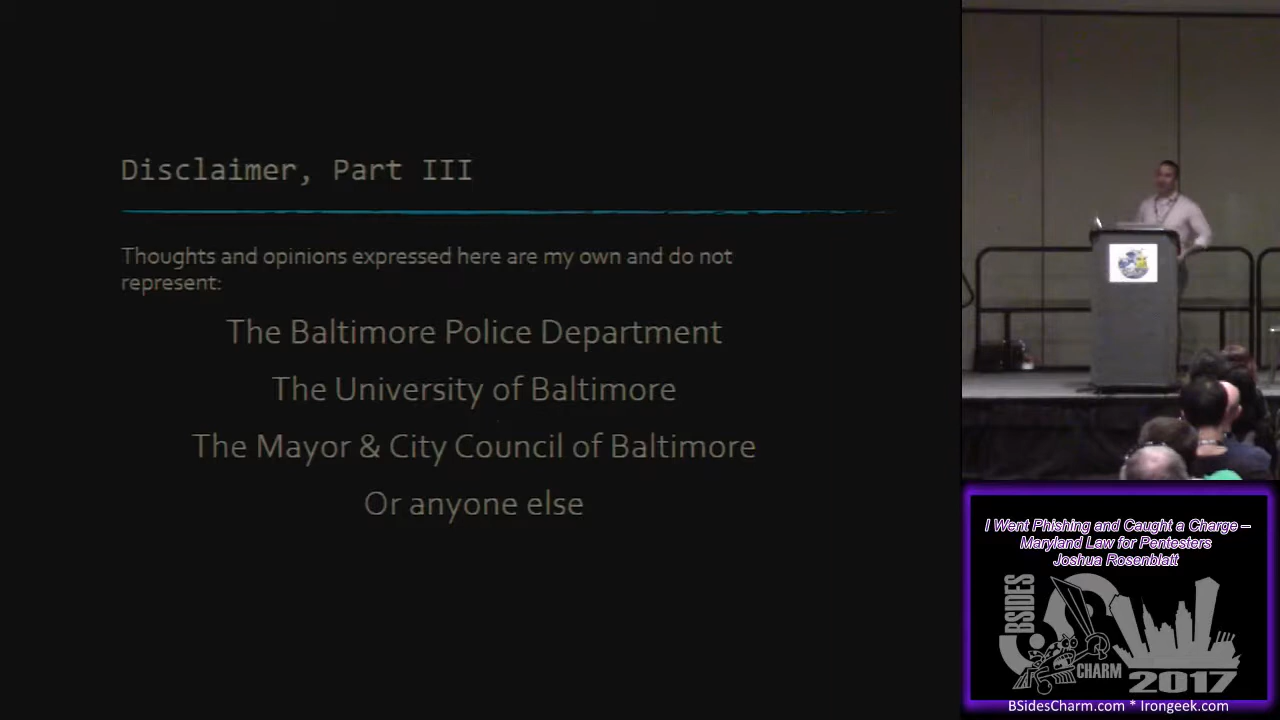 Disclaimer, Part III
Thoughts and opinions expressed here are my own and do not
represent:
The Baltimore Police Department
The University of Baltimore
The Mayor & City Council of Baltimore
Or anyone else
I Went Phishing and Caught a Charge –
Maryland Law for Pentesters
Joshua Rosenblatt
BSIDES
CHARM
2017
BSidesCharm.com * Irongeek.com